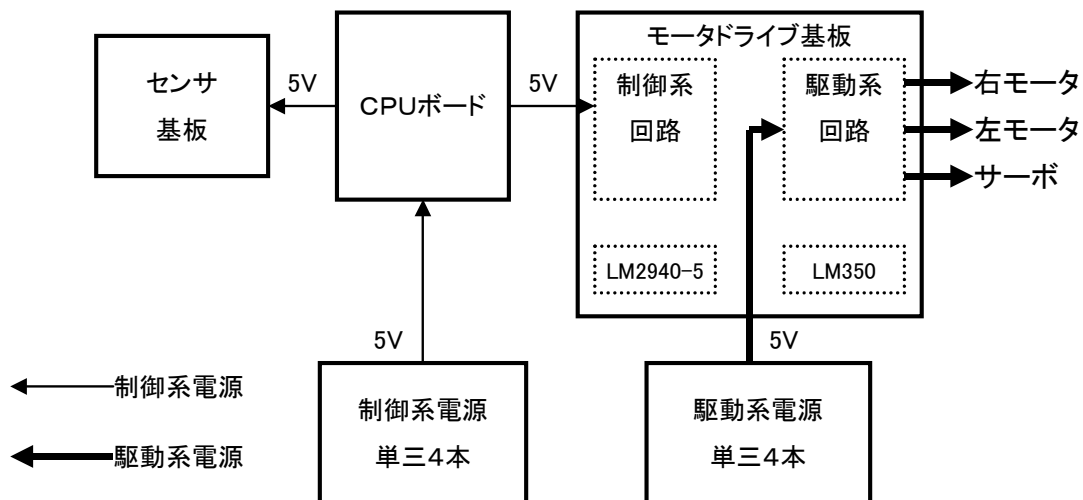 センサ
基板
5V
CPUボード
5V
モータドライブ基板
制御系
回路
駆動系
回路
右モータ
左モータ
サーボ
LM2940-5
LM350
5V
5V
制御系電源
駆動系電源
制御系電源
単三4本
駆動系電源
単三4本